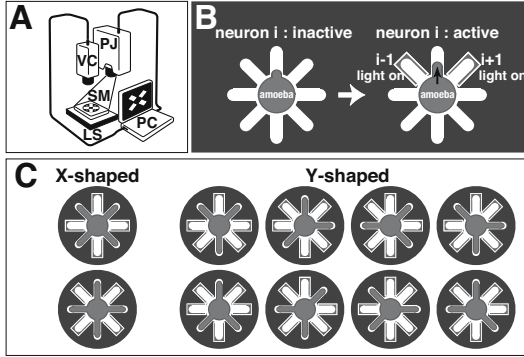 A
VC
PJ
SM
LS
PC
B
neuron i : inactive
neuron i : active
amoeba
i-1
light on
i+1
light on
amoeba
C
X-shaped
Y-shaped